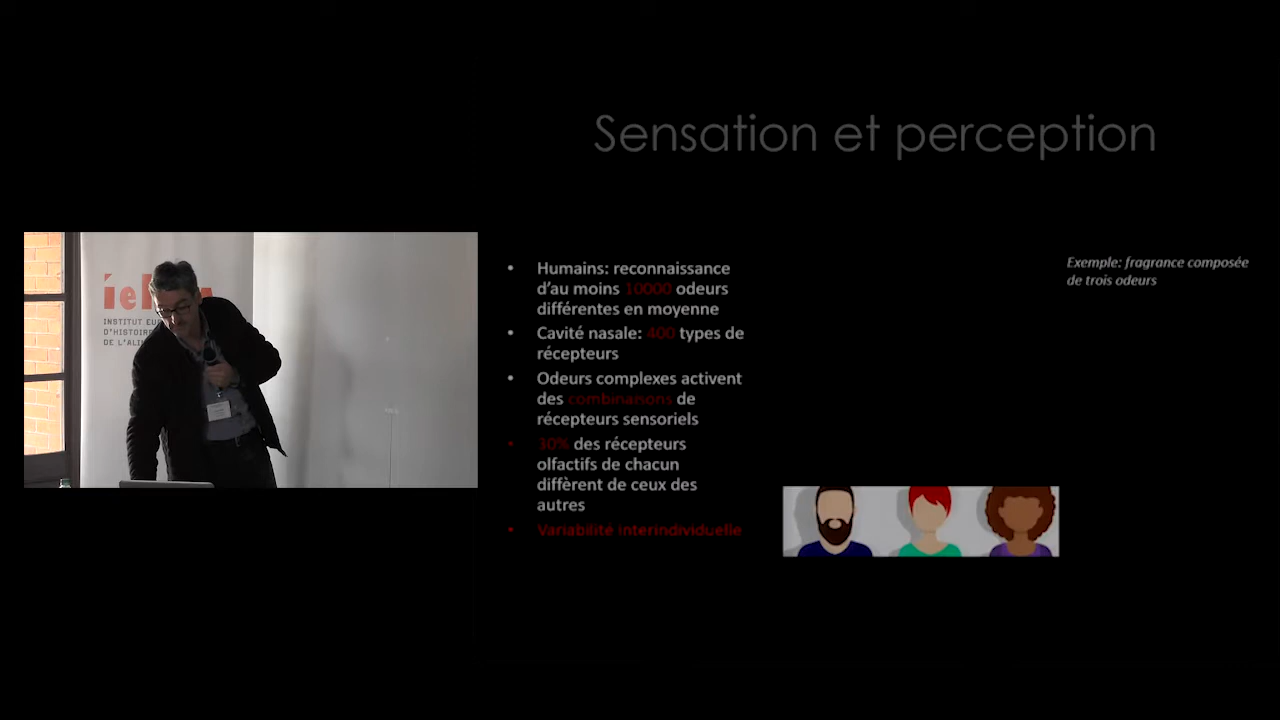 Sensation et perception
INSTITUT
D'HISTOIRE
DE L'ALI
• Humains: reconnaissance
d'au moins 10000 odeurs
différentes en moyenne
• Cavité nasale: 400 types de
récepteurs
• Odeurs complexes activent
des combinaisons de
récepteurs sensoriels
• 30% des récepteurs
olfactifs de chacun
diffèrent de ceux des
autres
• Variabilité interindividuelle
Exemple: fragrance composée
de trois odeurs